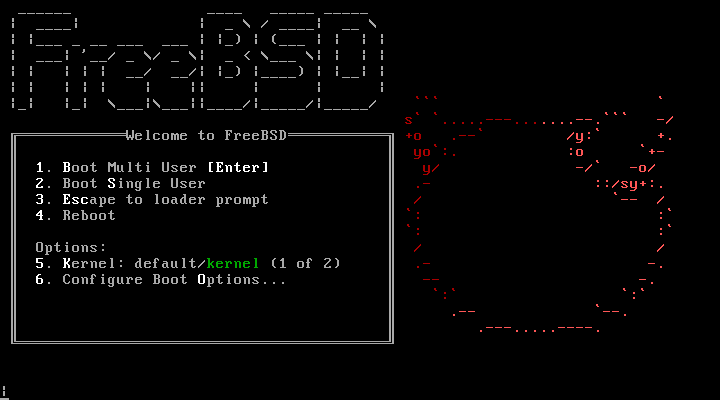 FreeBSD
Welcome to FreeBSD
1. Boot Multi User [Enter]
2. Boot Single User
3. Escape to loader prompt
4. Reboot
Options:
5. Kernel: default/kernel (1 of 2)
6. Configure Boot Options...